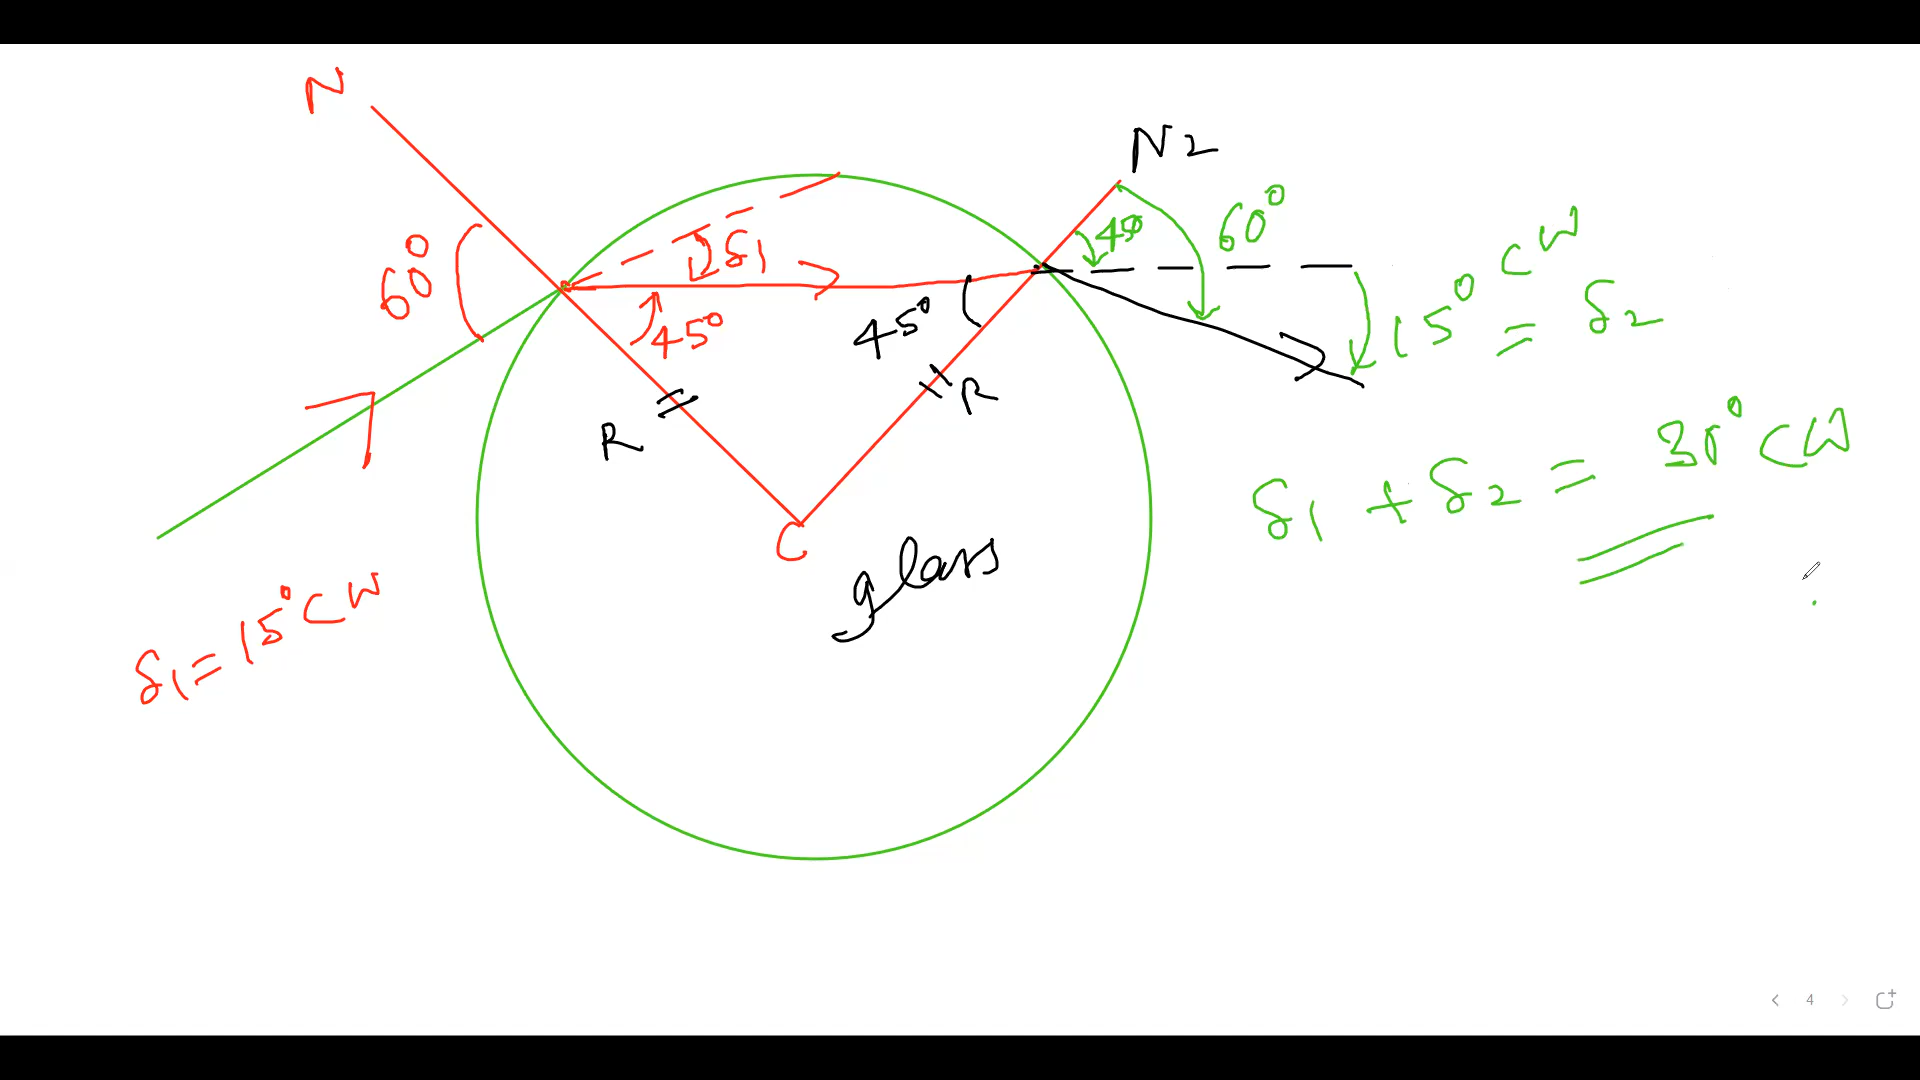 N
N2
60°
δ1
45°
45°
45°
60°
15° CW
= δ2
R
R
C
glass
δ1 = 15° CW
δ1 + δ2 = 30° CW
4